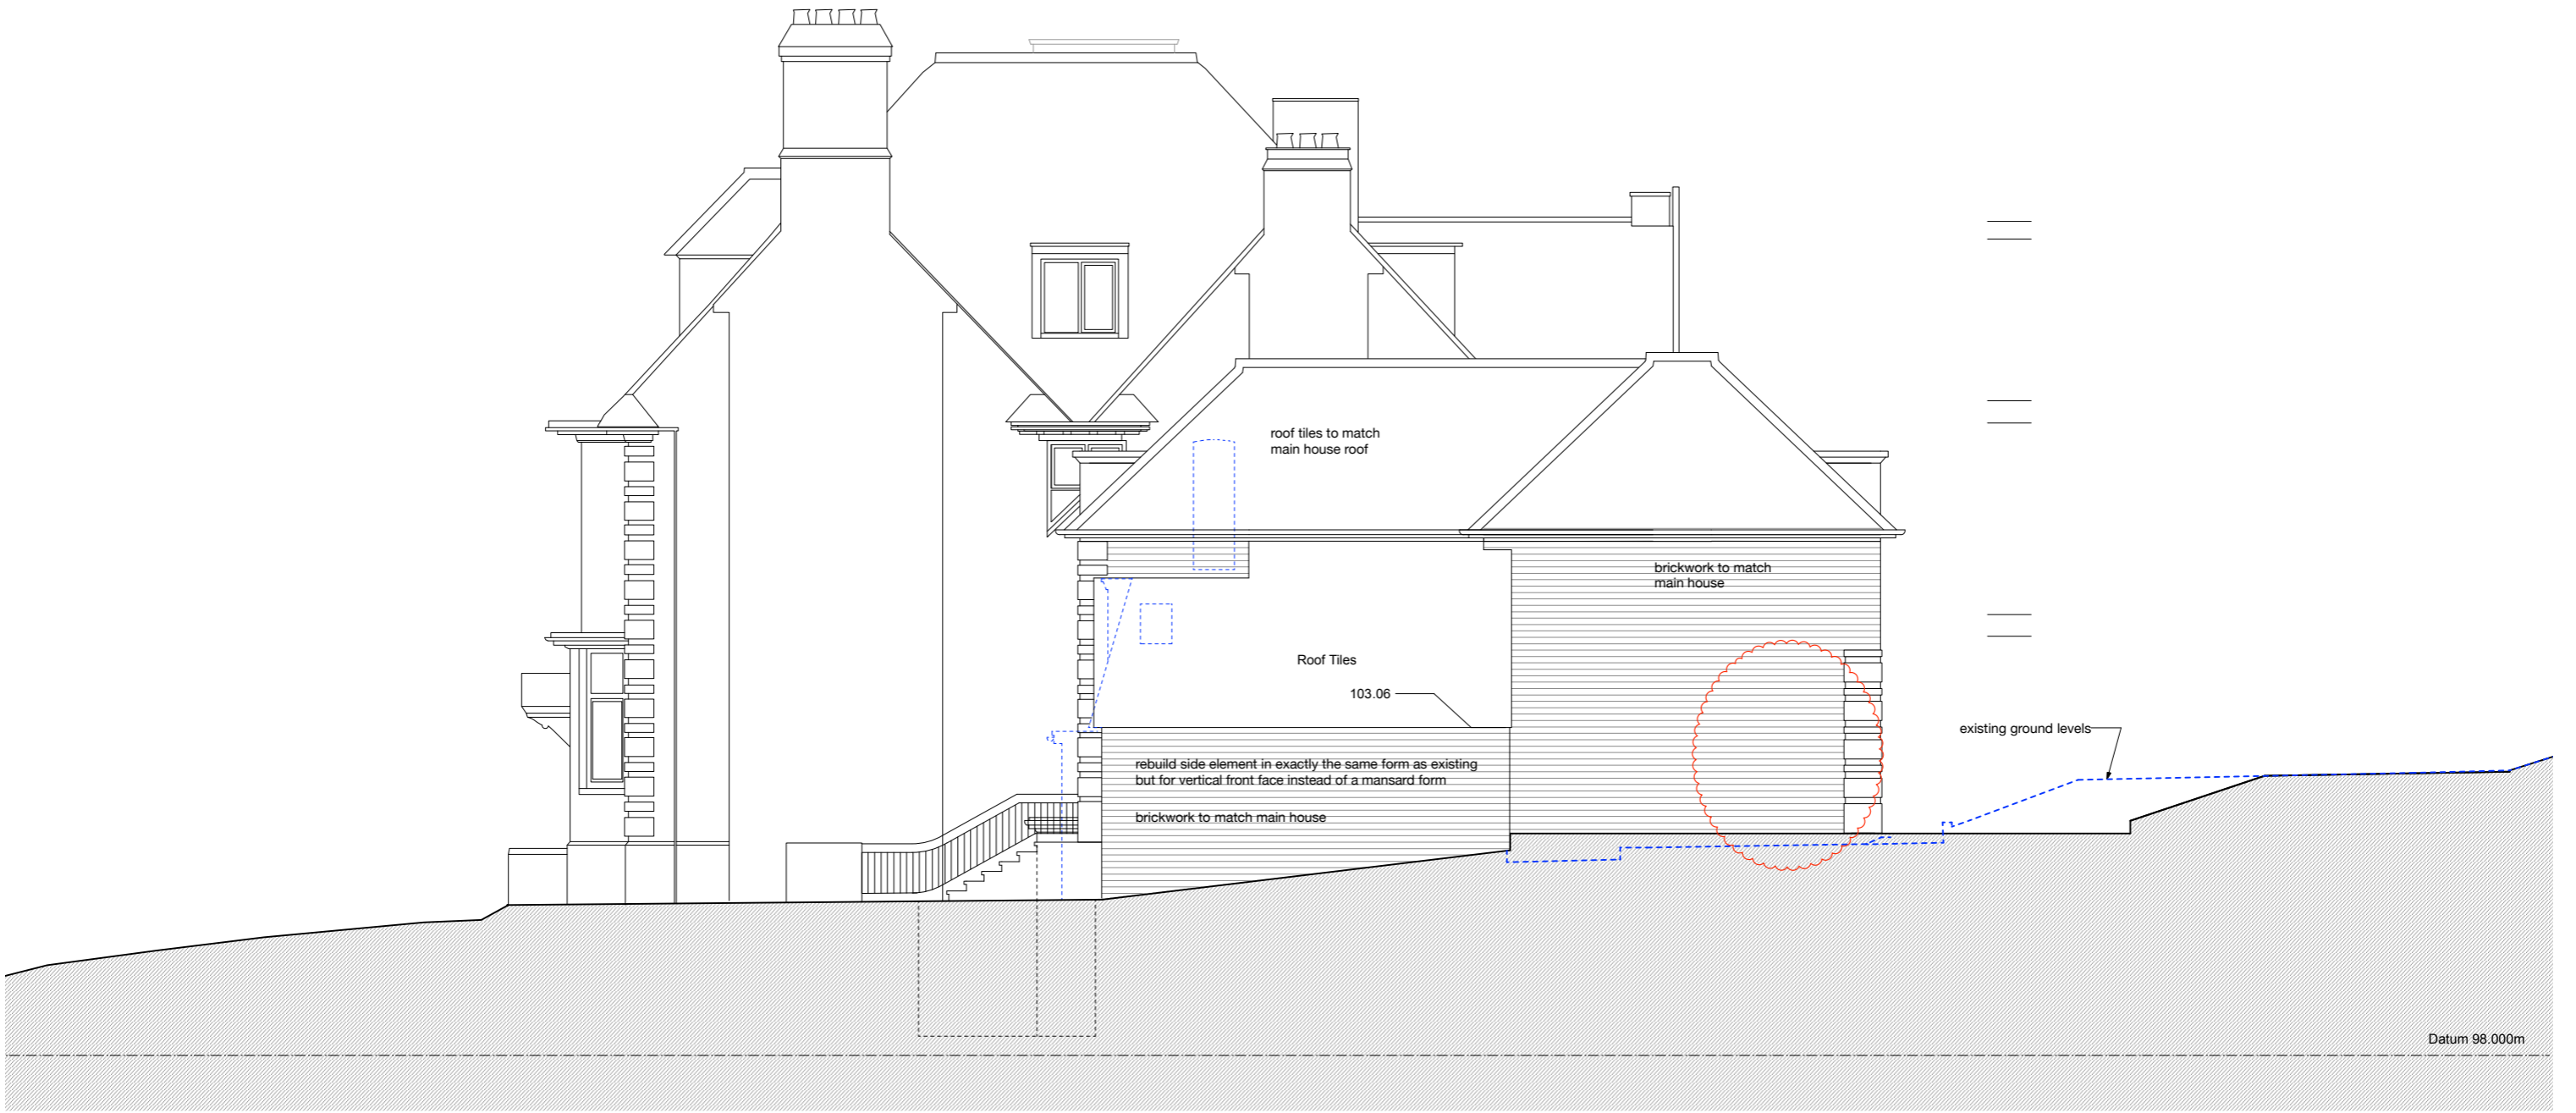 roof tiles to match
main house roof
brickwork to match
main house
Roof Tiles
103.06
existing ground levels
rebuild side element in exactly the same form as existing
but for vertical front face instead of a mansard form
brickwork to match main house
Datum 98.000m